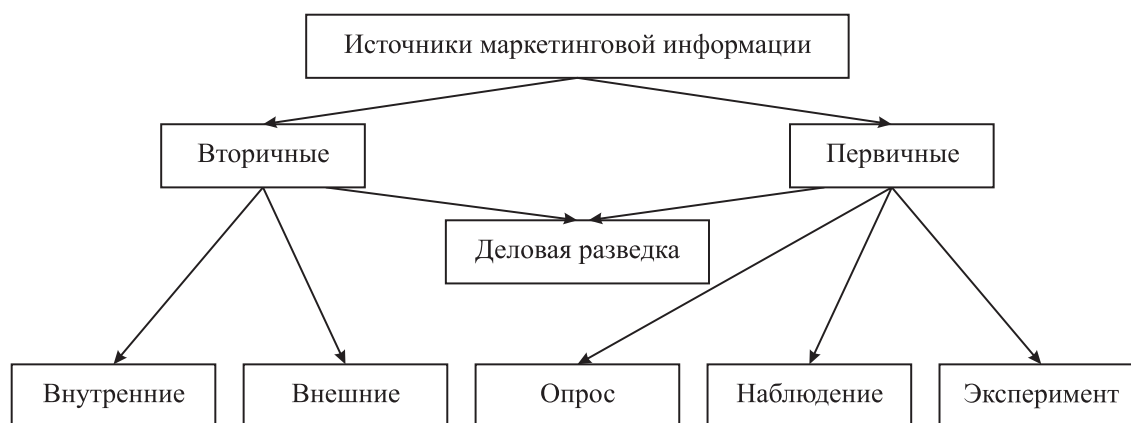 Источники маркетинговой информации
Вторичные
Первичные
Деловая разведка
Внутренние
Внешние
Опрос
Наблюдение
Эксперимент